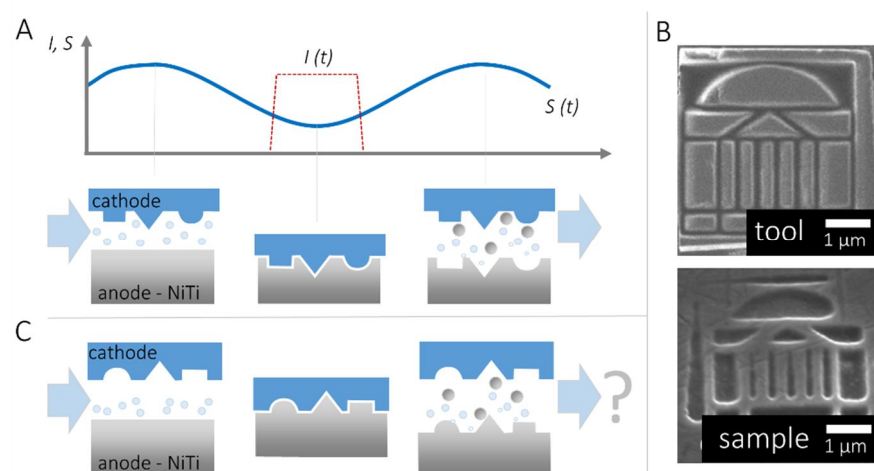 A
I, S
I (t)
S (t)
cathode
anode - NiTi
B
tool
1 μm
sample
1 μm
C
cathode
anode - NiTi
?